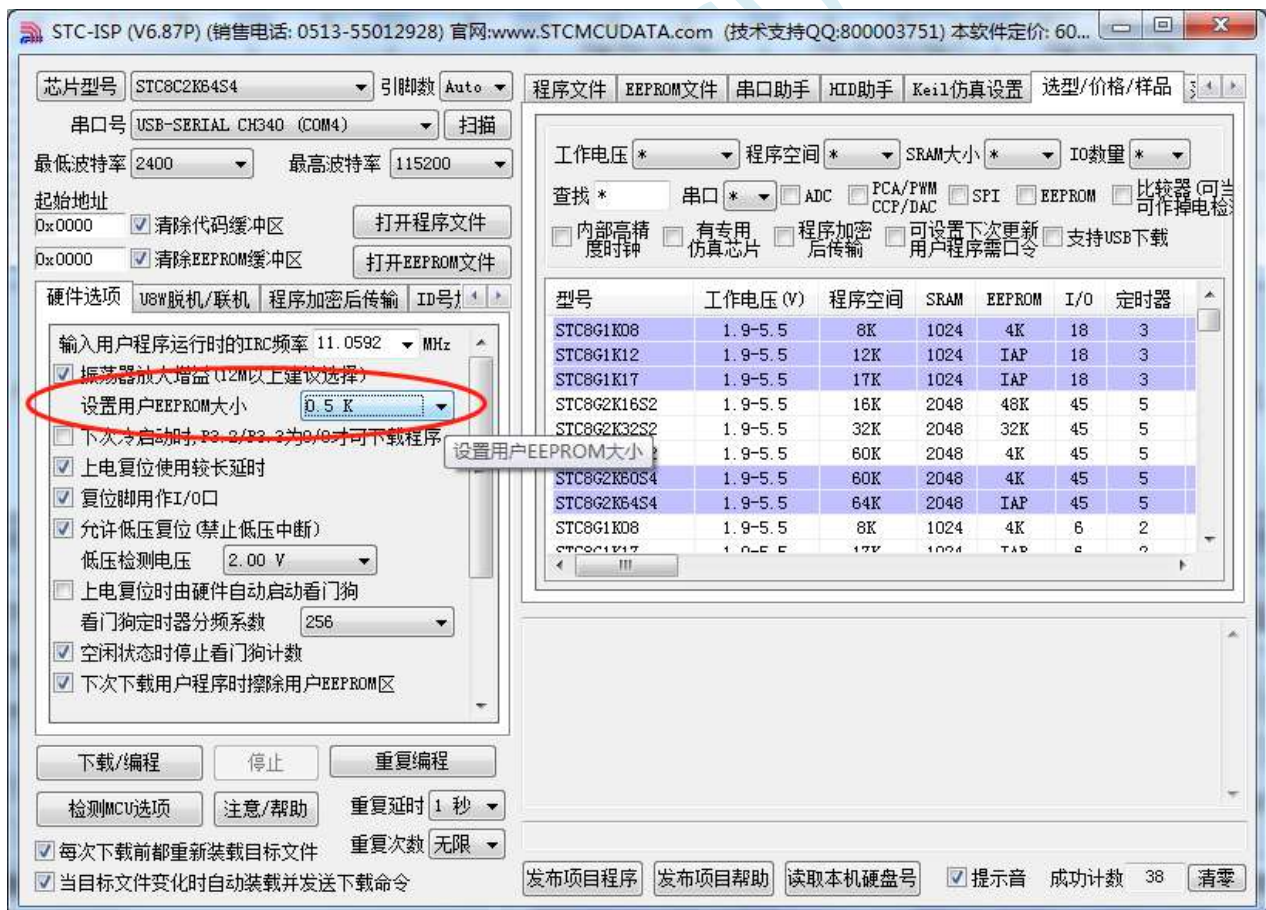 STC-ISP (V6.87P) (销售电话: 0513-55012928) 官网:www.STCMCUDATA.com (技术支持QQ:800003751) 本软件定价: 60...
芯片型号 STC8C2K64S4 引脚数 Auto
串口号 USB-SERIAL CH340 (COM4) 扫描
最低波特率 2400 最高波特率 115200
起始地址
0x0000 清除代码缓冲区 打开程序文件
0x0000 清除EEPROM缓冲区 打开EEPROM文件
硬件选项 U8W脱机/联机 程序加密后传输 ID号
输入用户程序运行时的IRC频率 11.0592 MHz
振荡器放大增益(12M以上建议选择)
设置用户EEPROM大小 0.5 K
下次冷启动时,P3.2/P3.3为0/0才可下载程序
设置用户EEPROM大小
上电复位使用较长延时
复位脚用作I/O口
允许低压复位(禁止低压中断)
低压检测电压 2.00 V
上电复位时由硬件自动启动看门狗
看门狗定时器分频系数 256
空闲状态时停止看门狗计数
下次下载用户程序时擦除用户EEPROM区
下载/编程 停止 重复编程
检测MCU选项 注意/帮助 重复延时 1 秒
每次下载前都重新装载目标文件 重复次数 无限
当目标文件变化时自动装载并发送下载命令
程序文件 EEPROM文件 串口助手 HID助手 Keil仿真设置 选型/价格/样品
工作电压 * 程序空间 * SRAM大小 * IO数量 *
查找 * 串口 * ADC PCA/PWM CCP/DAC SPI EEPROM 比较器(可当可作掉电检
内部高精度时钟 有专用仿真芯片 程序加密后传输 可设置下次更新用户程序需口令 支持USB下载
型号 工作电压(V) 程序空间 SRAM EEPROM I/O 定时器
STC8G1K08 1.9-5.5 8K 1024 4K 18 3
STC8G1K12 1.9-5.5 12K 1024 IAP 18 3
STC8G1K17 1.9-5.5 17K 1024 IAP 18 3
STC8G2K16S2 1.9-5.5 16K 2048 48K 45 5
STC8G2K32S2 1.9-5.5 32K 2048 32K 45 5
2 1.9-5.5 60K 2048 4K 45 5
STC8G2K60S4 1.9-5.5 60K 2048 4K 45 5
STC8G2K64S4 1.9-5.5 64K 2048 IAP 45 5
STC8G1K08 1.9-5.5 8K 1024 4K 6 2
STC8G1K17 1.9-5.5 17K 1024 IAP 6 2
发布项目程序 发布项目帮助 读取本机硬盘号 提示音 成功计数 38 清零